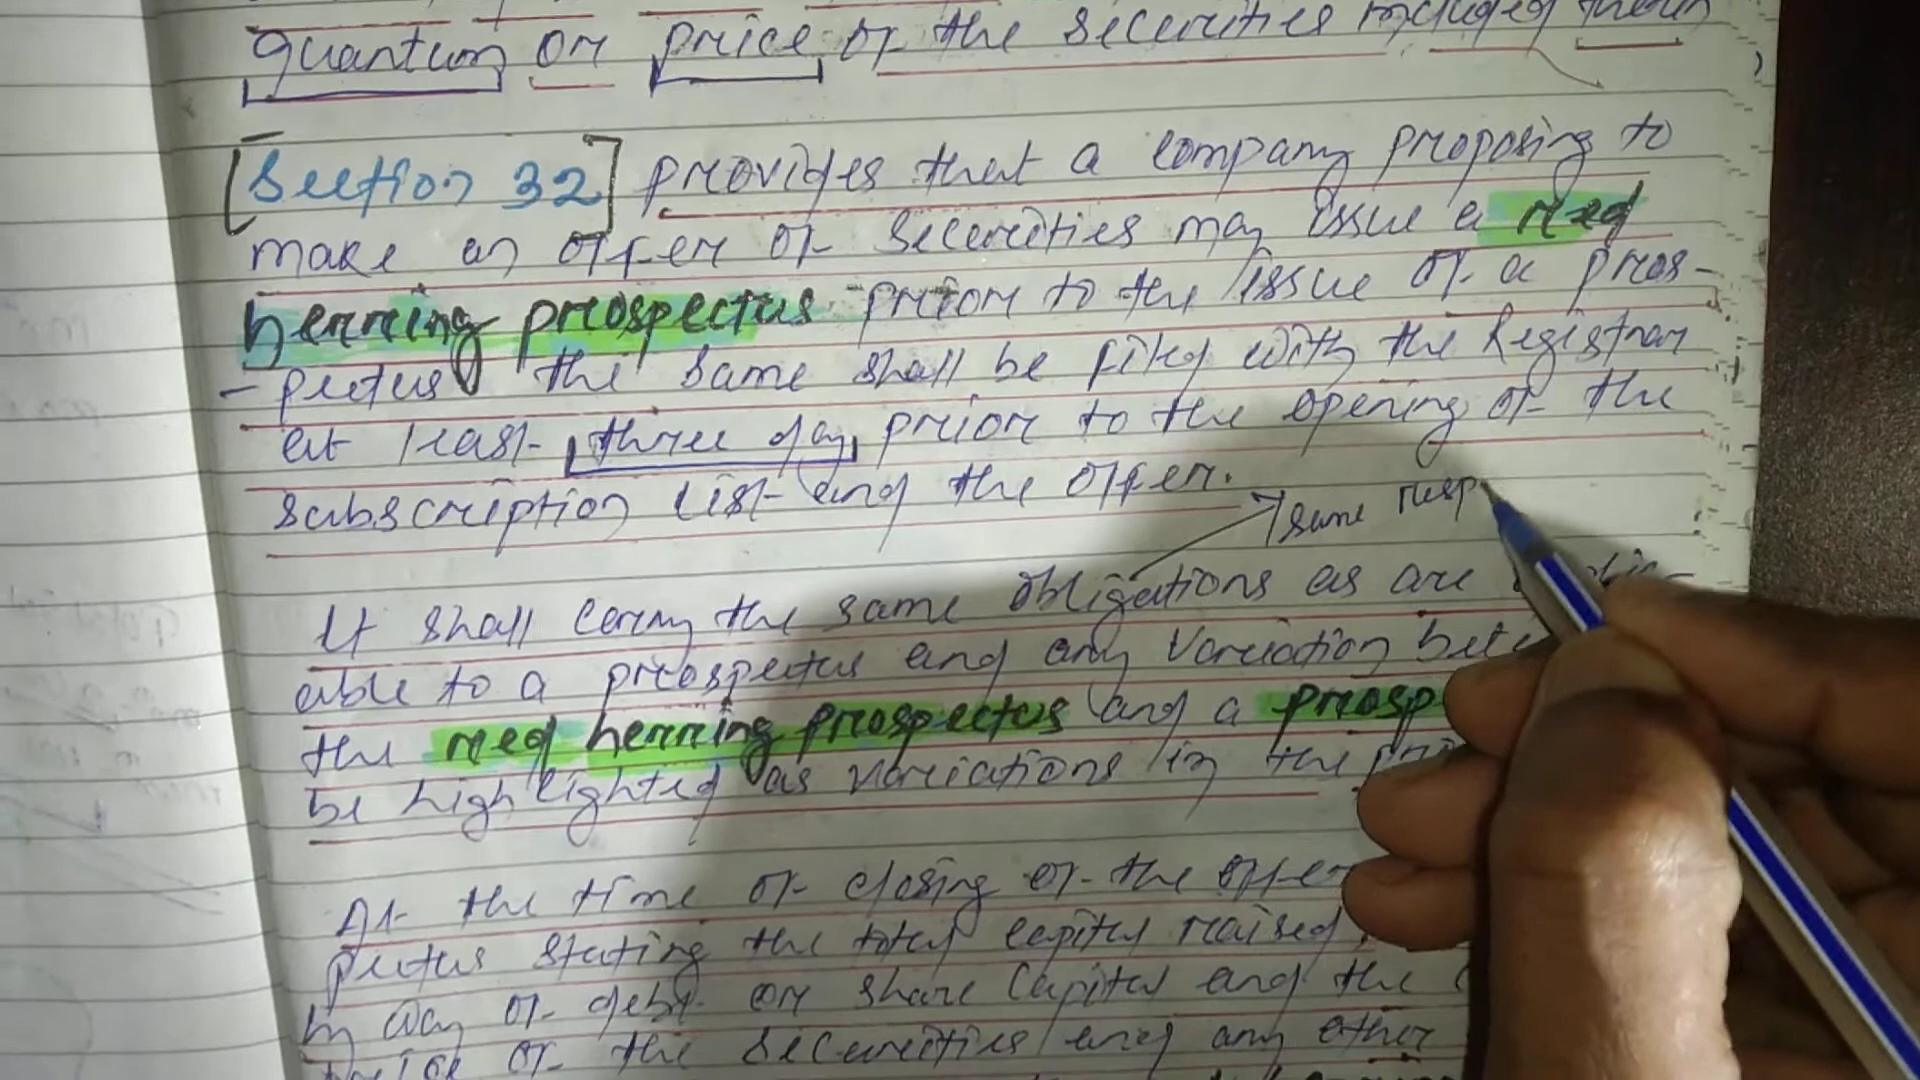 quantum or price of the securities included therein
[Section 32] provides that a company proposing to
make an offer of securities may issue a red
herring prospectus prior to the issue of a pros-
-pectus the same shall be filed with the Registrar
at least three day prior to the opening of the
subscription list and the offer.
same resp
It shall carry the same obligations as are
able to a prospectus and any variation bet
the red herring prospectus and a prosp
be highlighted as variations in the
At the time of closing of the offer
pectus stating the total capital raised,
by way of debt or share capital and the
price of the securities and any other